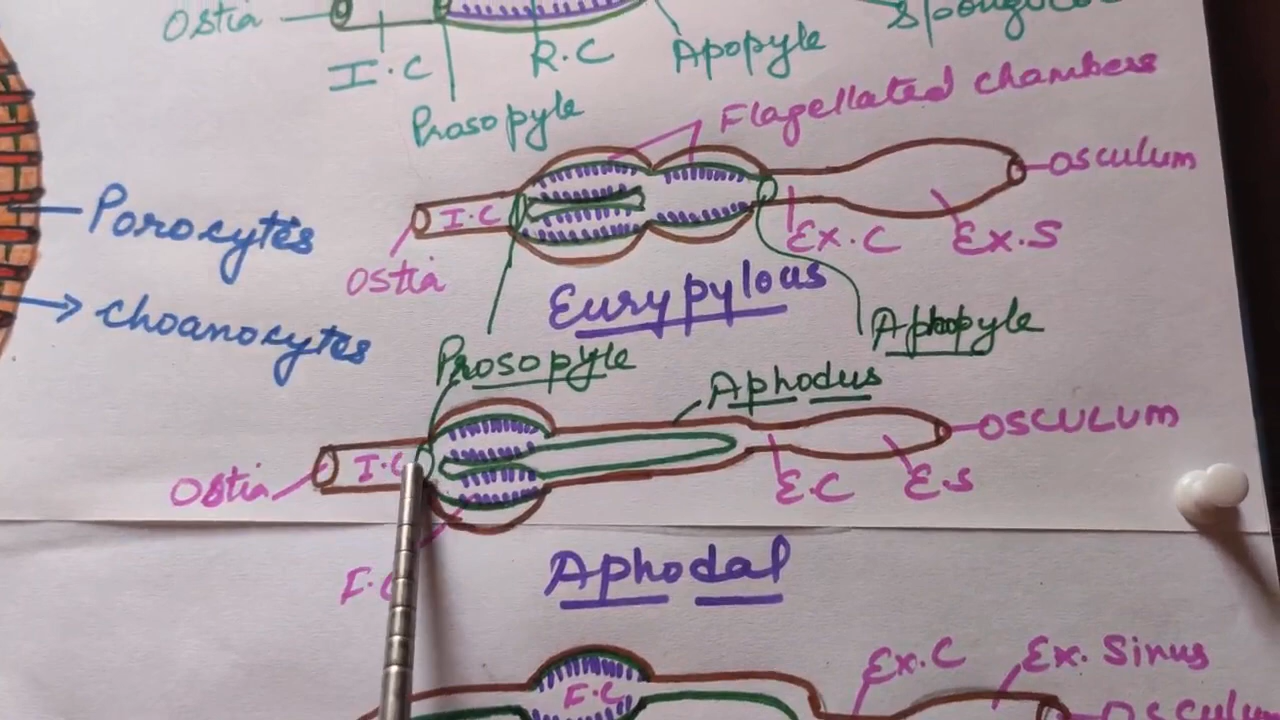 Ostia
I.C
R.C
Apopyle
Prosopyle
Flagellated chambers
Osculum
I.C
Ex.C
Ex.S
Ostia
Porocytes
Eurypylous
choanocytes
Apopyle
Prosopyle
Aphodus
OSCULUM
I.C
Ostia
E.C
E.S
Aphodal
Ex.C
Ex. Sinus
F.C